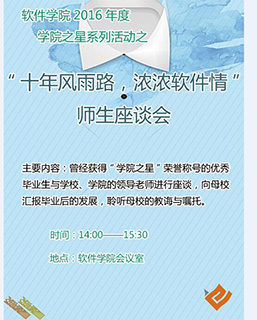 软件学院 2016 年度
学院之星系列活动之
“十年风雨路，浓浓软件情”
师生座谈会
主要内容：曾经获得“学院之星”荣誉称号的优秀
毕业生与学校、学院的领导老师进行座谈，向母校
汇报毕业后的发展，聆听母校的教诲与嘱托。
时间：14:00——15:30
地点：软件学院会议室